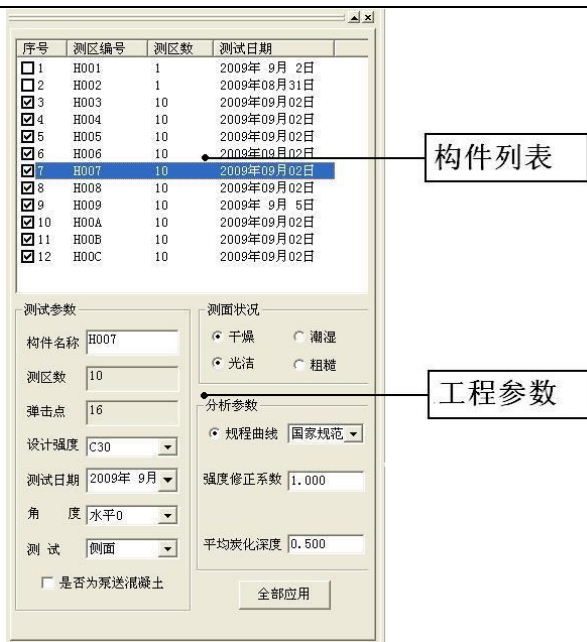 序号 测区编号 测区数 测试日期
1 H001 1 2009年 9月 2日
2 H002 1 2009年08月31日
3 H003 10 2009年09月02日
4 H004 10 2009年09月02日
5 H005 10 2009年09月02日
6 H006 10 2009年09月02日
7 H007 10 2009年09月02日
8 H008 10 2009年09月02日
9 H009 10 2009年 9月 5日
10 H00A 10 2009年09月02日
11 H00B 10 2009年09月02日
12 H00C 10 2009年09月02日
构件列表
测试参数
构件名称 H007
测区数 10
弹击点 16
设计强度 C30
测试日期 2009年 9月
角 度 水平0
测 试 侧面
是否为泵送混凝土
测面状况
干燥 潮湿
光洁 粗糙
工程参数
分析参数
规程曲线 国家规范
强度修正系数 1.000
平均炭化深度 0.500
全部应用